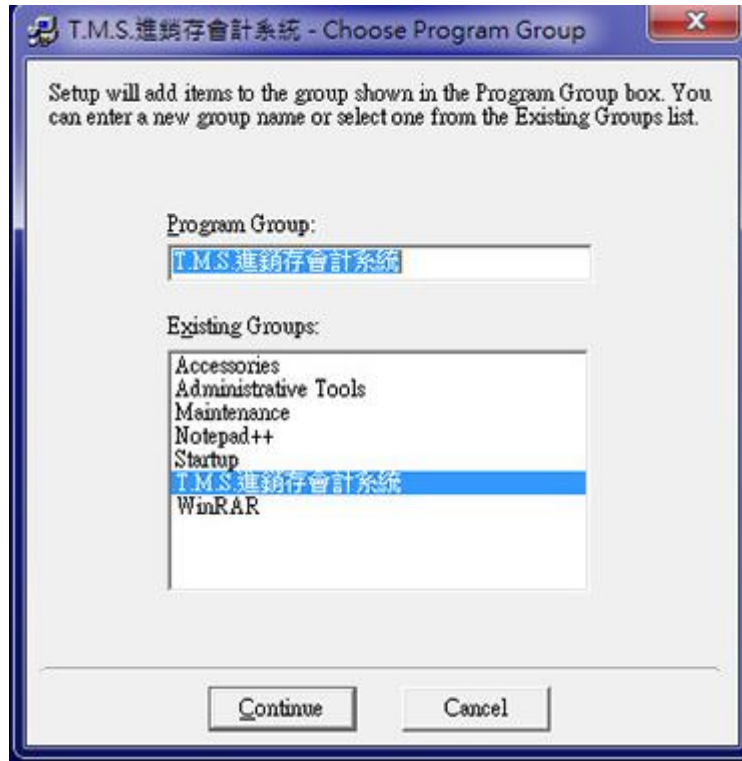 T.M.S.進銷存會計系統 - Choose Program Group
Setup will add items to the group shown in the Program Group box. You
can enter a new group name or select one from the Existing Groups list.
Program Group:
T.M.S.進銷存會計系統
Existing Groups:
Accessories
Administrative Tools
Maintenance
Notepad++
Startup
T.M.S.進銷存會計系統
WinRAR
Continue
Cancel